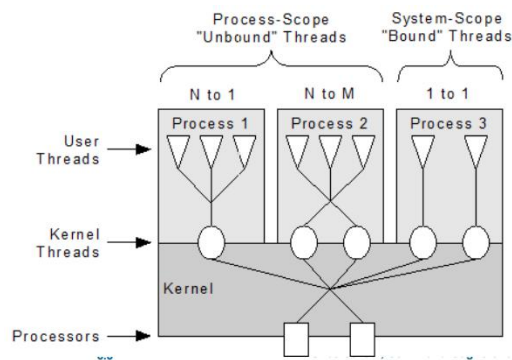 Process-Scope
"Unbound" Threads
System-Scope
"Bound" Threads
N to 1
N to M
1 to 1
Process 1
Process 2
Process 3
User
Threads
Kernel
Threads
Kernel
Processors